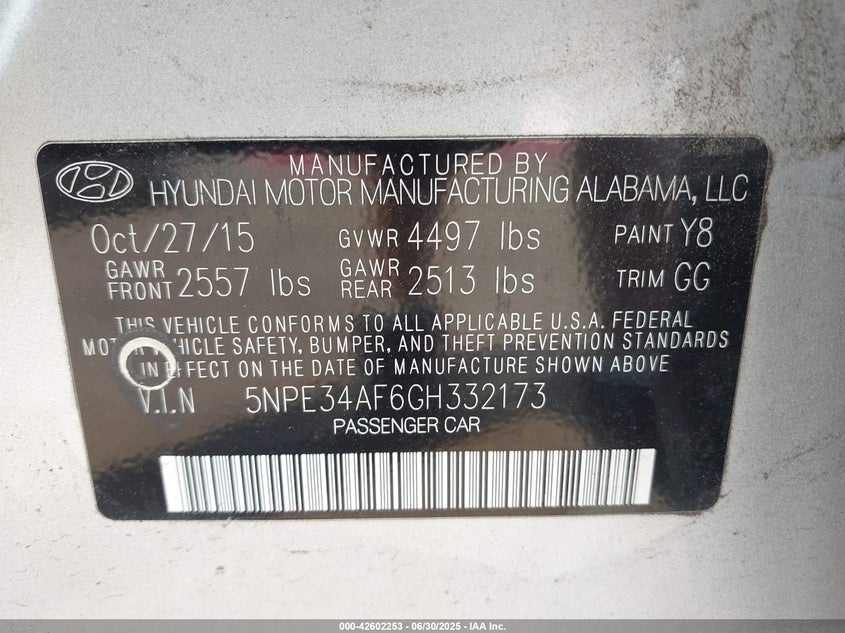 MANUFACTURED BY
HYUNDAI MOTOR MANUFACTURING ALABAMA, LLC
Oct/27/15 GVWR 4497 lbs PAINT Y8
GAWR FRONT 2557 lbs GAWR REAR 2513 lbs TRIM GG
THIS VEHICLE CONFORMS TO ALL APPLICABLE U.S.A. FEDERAL
MOTOR VEHICLE SAFETY, BUMPER, AND THEFT PREVENTION STANDARDS
IN EFFECT ON THE DATE OF MANUFACTURE SHOWN ABOVE
V.I.N 5NPE34AF6GH332173
PASSENGER CAR
000-42602253 - 06/30/2025 - IAA Inc.